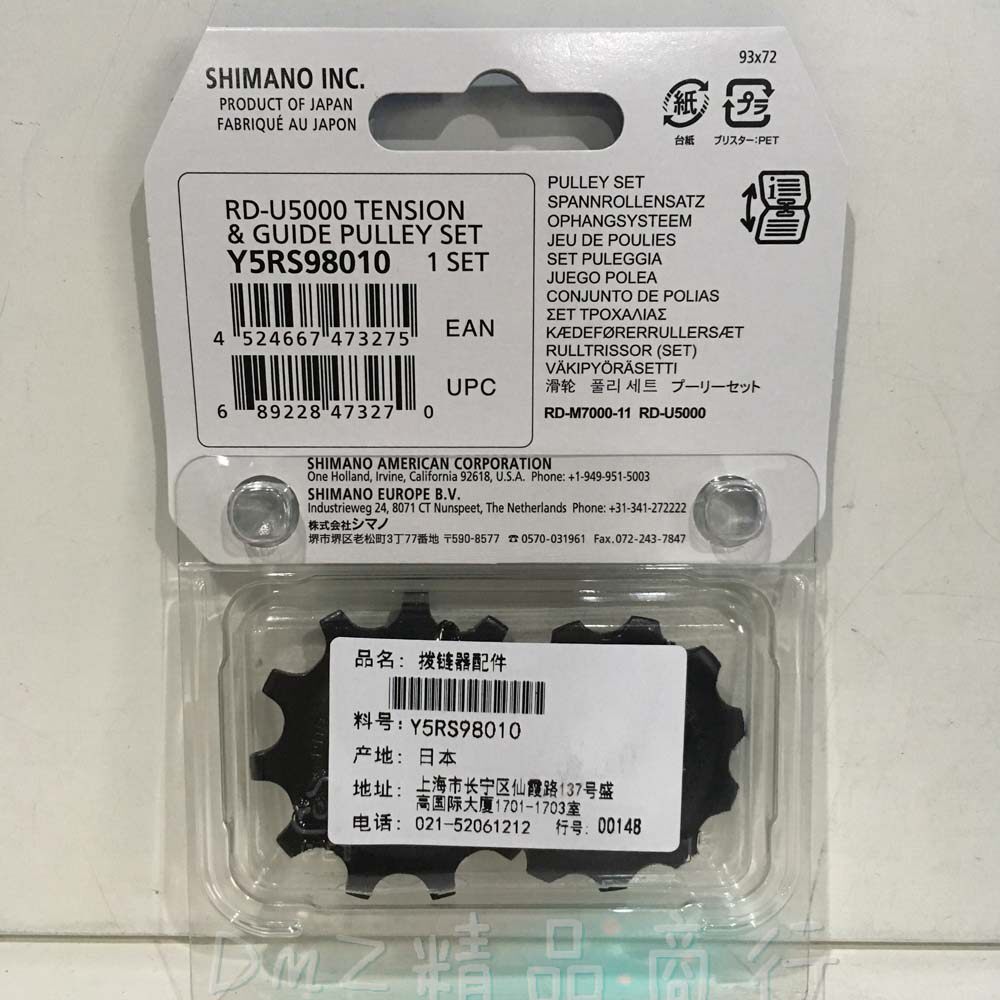 93x72
SHIMANO INC.
PRODUCT OF JAPAN
FABRIQUÉ AU JAPON
紙
台紙
プラ
ブリスター:PET
RD-U5000 TENSION
& GUIDE PULLEY SET
Y5RS98010 1 SET
4 524667 473275
EAN
6 89228 47327 0
UPC
PULLEY SET
SPANNROLLENSATZ
OPHANGSYSTEEM
JEU DE POULIES
SET PULEGGIA
JUEGO POLEA
CONJUNTO DE POLIAS
ΣΕΤ ΤΡΟΧΑΛΙΑΣ
KÆDEFØRERRULLERSÆT
RULLTRISSOR (SET)
VÄKIPYÖRÄSETTI
滑轮 풀리 세트 プーリーセット
RD-M7000-11 RD-U5000
SHIMANO AMERICAN CORPORATION
One Holland, Irvine, California 92618, U.S.A. Phone: +1-949-951-5003
SHIMANO EUROPE B.V.
Industrieweg 24, 8071 CT Nunspeet, The Netherlands Phone: +31-341-272222
株式会社シマノ
堺市堺区老松町3丁77番地 〒590-8577 ☎ 0570-031961 Fax. 072-243-7847
品名: 拨链器配件
料号: Y5RS98010
产地: 日本
地址: 上海市长宁区仙霞路137号盛
高国际大厦1701-1703室
电话: 021-52061212 行号: 00148
DMZ精品商行